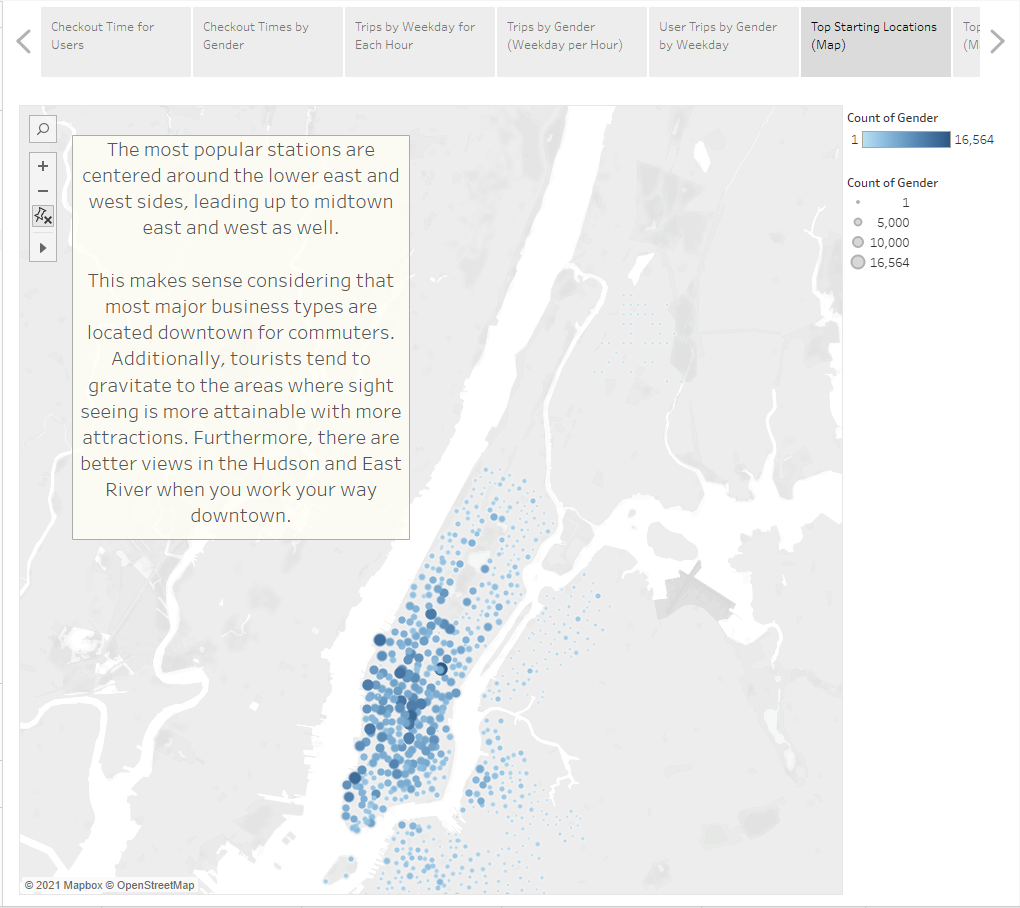 Checkout Time for
Users
Checkout Times by
Gender
Trips by Weekday for
Each Hour
Trips by Gender
(Weekday per Hour)
User Trips by Gender
by Weekday
Top Starting Locations
(Map)
The most popular stations are
centered around the lower east and
west sides, leading up to midtown
east and west as well.
This makes sense considering that
most major business types are
located downtown for commuters.
Additionally, tourists tend to
gravitate to the areas where sight
seeing is more attainable with more
attractions. Furthermore, there are
better views in the Hudson and East
River when you work your way
downtown.
Count of Gender
1 16,564
Count of Gender
1
5,000
10,000
16,564
© 2021 Mapbox © OpenStreetMap